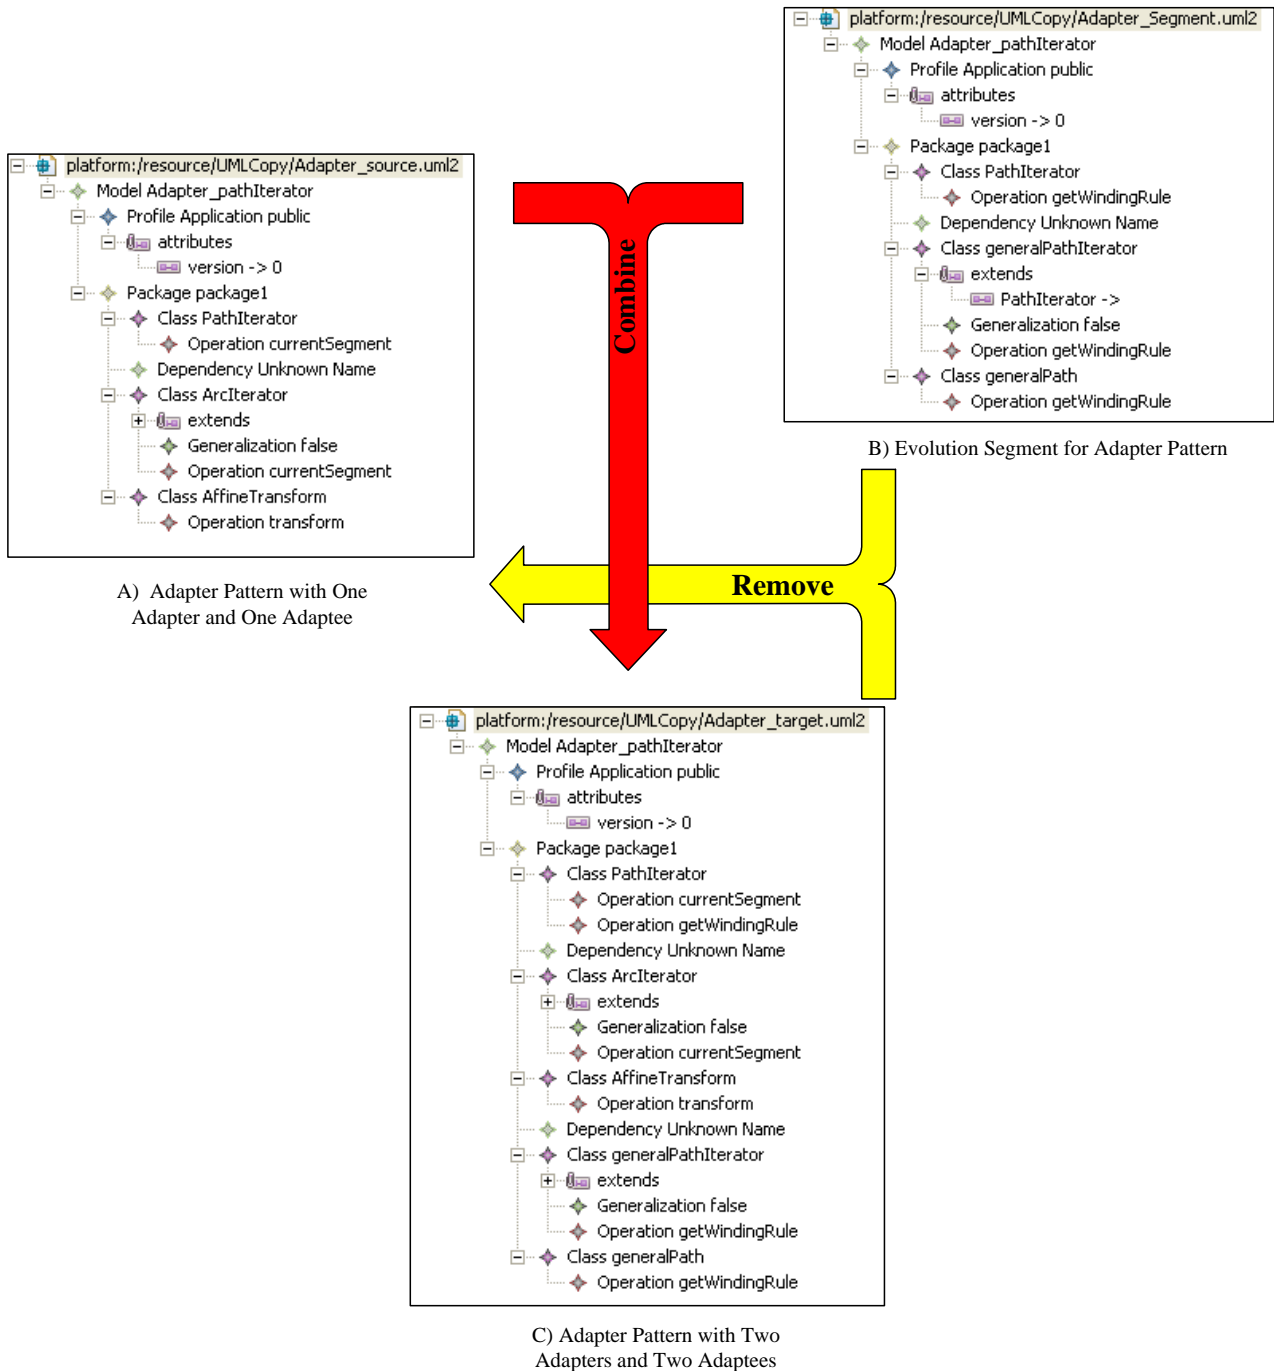 platform:/resource/UMLCopy/Adapter_source.uml2
Model Adapter_pathIterator
Profile Application public
attributes
version -> 0
Package package1
Class PathIterator
Operation currentSegment
Dependency Unknown Name
Class ArcIterator
extends
Generalization false
Operation currentSegment
Class AffineTransform
Operation transform
A) Adapter Pattern with One
Adapter and One Adaptee
Combine
platform:/resource/UMLCopy/Adapter_Segment.uml2
Model Adapter_pathIterator
Profile Application public
attributes
version -> 0
Package package1
Class PathIterator
Operation getWindingRule
Dependency Unknown Name
Class generalPathIterator
extends
PathIterator ->
Generalization false
Operation getWindingRule
Class generalPath
Operation getWindingRule
B) Evolution Segment for Adapter Pattern
Remove
platform:/resource/UMLCopy/Adapter_target.uml2
Model Adapter_pathIterator
Profile Application public
attributes
version -> 0
Package package1
Class PathIterator
Operation currentSegment
Operation getWindingRule
Dependency Unknown Name
Class ArcIterator
extends
Generalization false
Operation currentSegment
Class AffineTransform
Operation transform
Dependency Unknown Name
Class generalPathIterator
extends
Generalization false
Operation getWindingRule
Class generalPath
Operation getWindingRule
C) Adapter Pattern with Two
Adapters and Two Adaptees